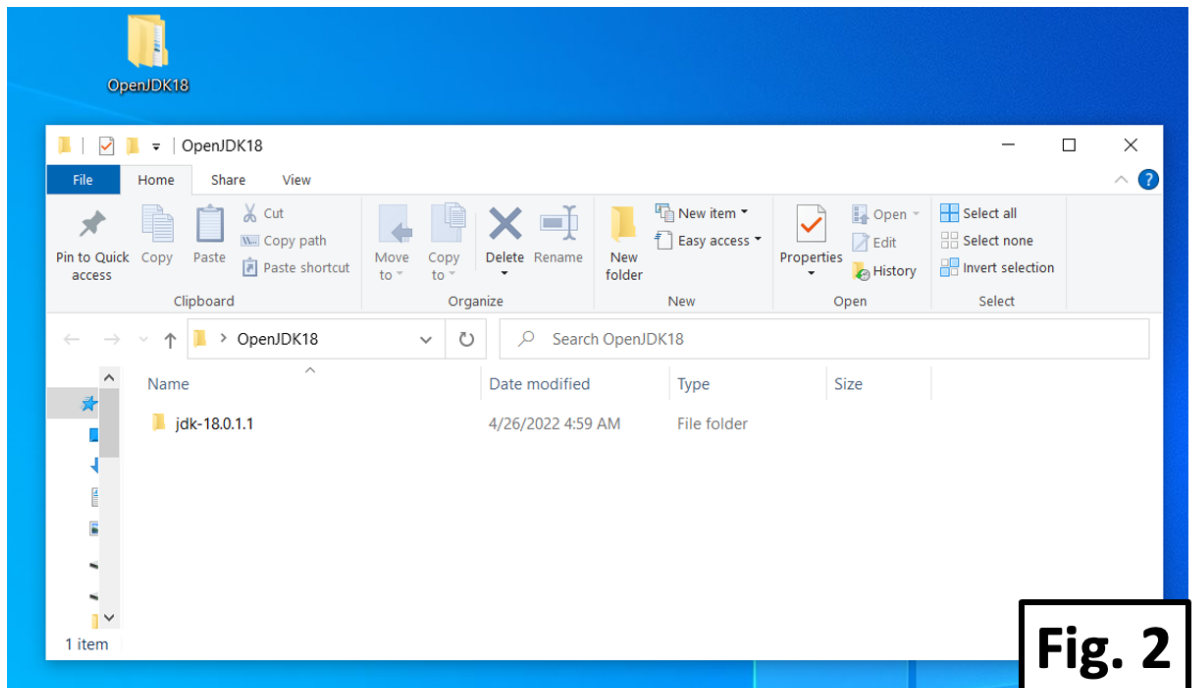 OpenJDK18
OpenJDK18
File Home Share View
Pin to Quick access
Copy
Paste
Cut
Copy path
Paste shortcut
Clipboard
Move to
Copy to
Delete
Rename
Organize
New folder
New item
Easy access
New
Properties
Open
Edit
History
Open
Select all
Select none
Invert selection
Select
OpenJDK18
Search OpenJDK18
Name Date modified Type Size
jdk-18.0.1.1 4/26/2022 4:59 AM File folder
1 item
Fig. 2